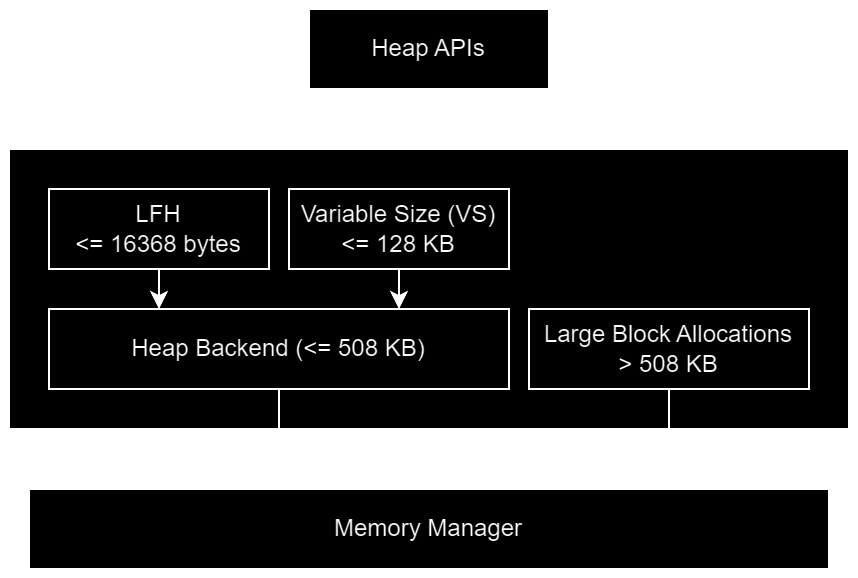 Heap APIs
LFH
<= 16368 bytes
Variable Size (VS)
<= 128 KB
Heap Backend (<= 508 KB)
Large Block Allocations
> 508 KB
Memory Manager